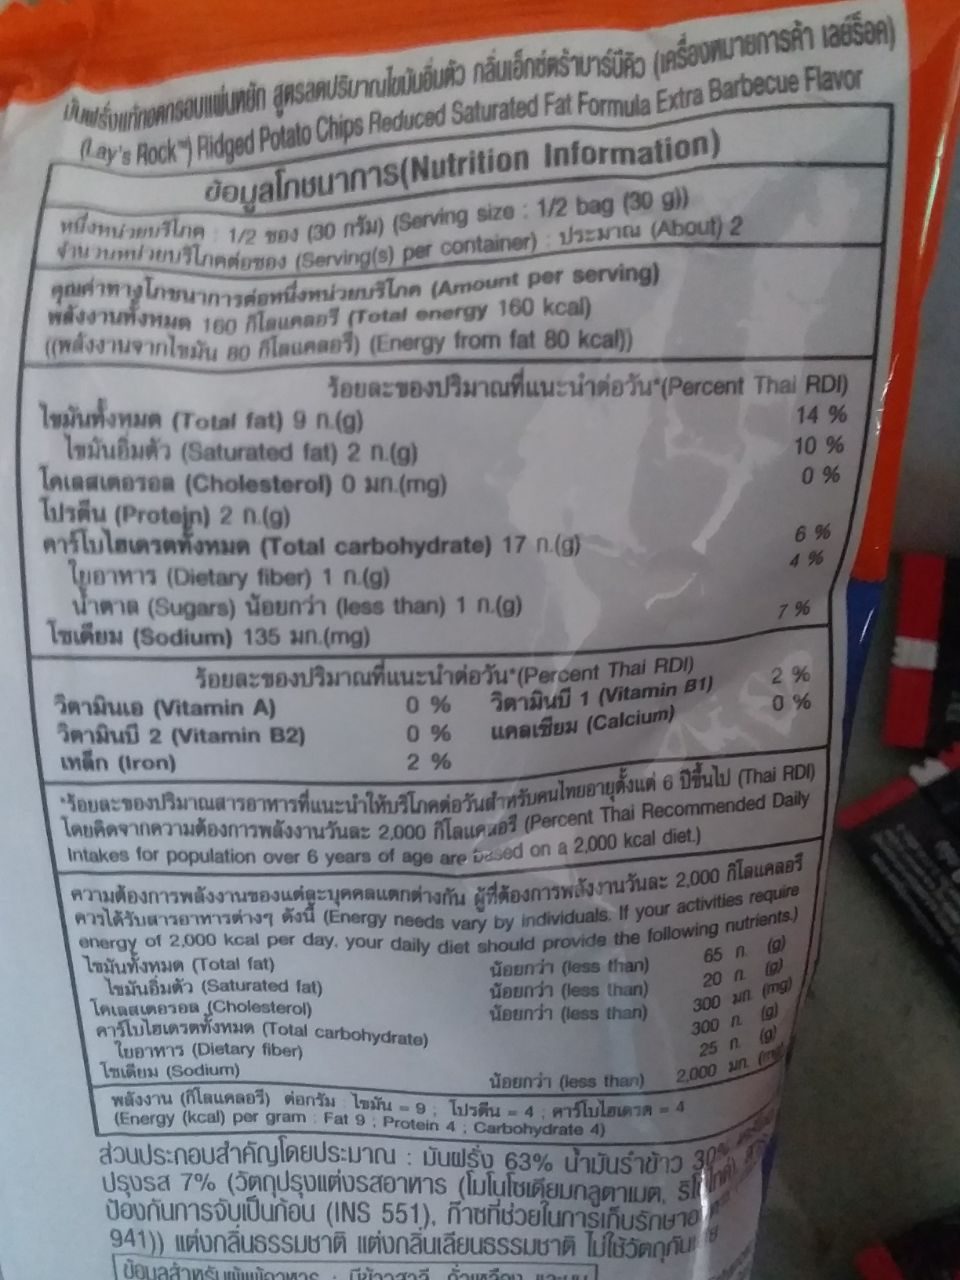 มันฝรั่งแท้ทอดกรอบแผ่นหยัก สูตรลดปริมาณไขมันอิ่มตัว กลิ่นเอ็กซ์ตร้าบาร์บีคิว (เครื่องหมายการค้า เลย์ร็อค)
(Lay's Rock™) Ridged Potato Chips Reduced Saturated Fat Formula Extra Barbecue Flavor
ข้อมูลโภชนาการ(Nutrition Information)
หนึ่งหน่วยบริโภค : 1/2 ซอง (30 กรัม) (Serving size : 1/2 bag (30 g))
จำนวนหน่วยบริโภคต่อซอง (Serving(s) per container) : ประมาณ (About) 2
คุณค่าทางโภชนาการต่อหนึ่งหน่วยบริโภค (Amount per serving)
พลังงานทั้งหมด 160 กิโลแคลอรี (Total energy 160 kcal)
((พลังงานจากไขมัน 80 กิโลแคลอรี) (Energy from fat 80 kcal))
ร้อยละของปริมาณที่แนะนำต่อวัน*(Percent Thai RDI)
ไขมันทั้งหมด (Total fat) 9 ก.(g) 14 %
ไขมันอิ่มตัว (Saturated fat) 2 ก.(g) 10 %
โคเลสเตอรอล (Cholesterol) 0 มก.(mg) 0 %
โปรตีน (Protein) 2 ก.(g)
คาร์โบไฮเดรตทั้งหมด (Total carbohydrate) 17 ก.(g) 6 %
ใยอาหาร (Dietary fiber) 1 ก.(g) 4 %
น้ำตาล (Sugars) น้อยกว่า (less than) 1 ก.(g)
โซเดียม (Sodium) 135 มก.(mg) 7 %
ร้อยละของปริมาณที่แนะนำต่อวัน*(Percent Thai RDI)
วิตามินเอ (Vitamin A) 0 % วิตามินบี 1 (Vitamin B1) 2 %
วิตามินบี 2 (Vitamin B2) 0 % แคลเซียม (Calcium) 0 %
เหล็ก (Iron) 2 %
*ร้อยละของปริมาณสารอาหารที่แนะนำให้บริโภคต่อวันสำหรับคนไทยอายุตั้งแต่ 6 ปีขึ้นไป (Thai RDI)
โดยคิดจากความต้องการพลังงานวันละ 2,000 กิโลแคลอรี (Percent Thai Recommended Daily
Intakes for population over 6 years of age are based on a 2,000 kcal diet.)
ความต้องการพลังงานของแต่ละบุคคลแตกต่างกัน ผู้ที่ต้องการพลังงานวันละ 2,000 กิโลแคลอรี
ควรได้รับสารอาหารต่างๆ ดังนี้ (Energy needs vary by individuals. If your activities require
energy of 2,000 kcal per day, your daily diet should provide the following nutrients.)
ไขมันทั้งหมด (Total fat) น้อยกว่า (less than) 65 ก. (g)
ไขมันอิ่มตัว (Saturated fat) น้อยกว่า (less than) 20 ก. (g)
โคเลสเตอรอล (Cholesterol) น้อยกว่า (less than) 300 มก. (mg)
คาร์โบไฮเดรตทั้งหมด (Total carbohydrate) 300 ก. (g)
ใยอาหาร (Dietary fiber) 25 ก. (g)
โซเดียม (Sodium) น้อยกว่า (less than) 2,000 มก.
พลังงาน (กิโลแคลอรี) ต่อกรัม : ไขมัน = 9 ; โปรตีน = 4 ; คาร์โบไฮเดรต = 4
(Energy (kcal) per gram : Fat 9 ; Protein 4 ; Carbohydrate 4)
ส่วนประกอบสำคัญโดยประมาณ : มันฝรั่ง 63% น้ำมันรำข้าว 30%
ปรุงรส 7% (วัตถุปรุงแต่งรสอาหาร (โมโนโซเดียมกลูตาเมต,
ป้องกันการจับเป็นก้อน (INS 551), ก๊าซที่ช่วยในการเก็บรักษา
941)) แต่งกลิ่นธรรมชาติ แต่งกลิ่นเลียนธรรมชาติ ไม่ใช้วัตถุกันเสีย
ข้อมูลสำหรับผู้แพ้อาหาร :